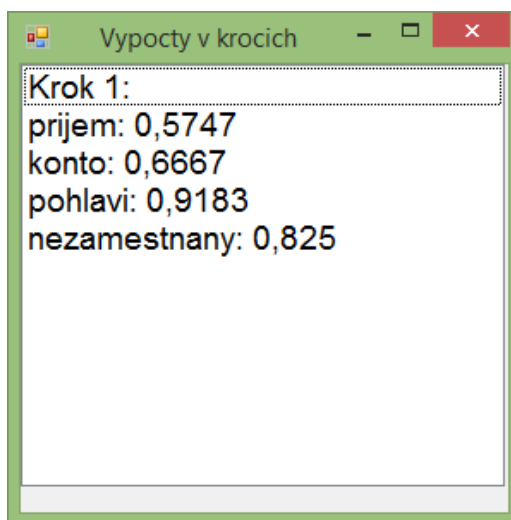 Vypocty v krocich
Krok 1:
prijem: 0,5747
konto: 0,6667
pohlavi: 0,9183
nezamestnany: 0,825